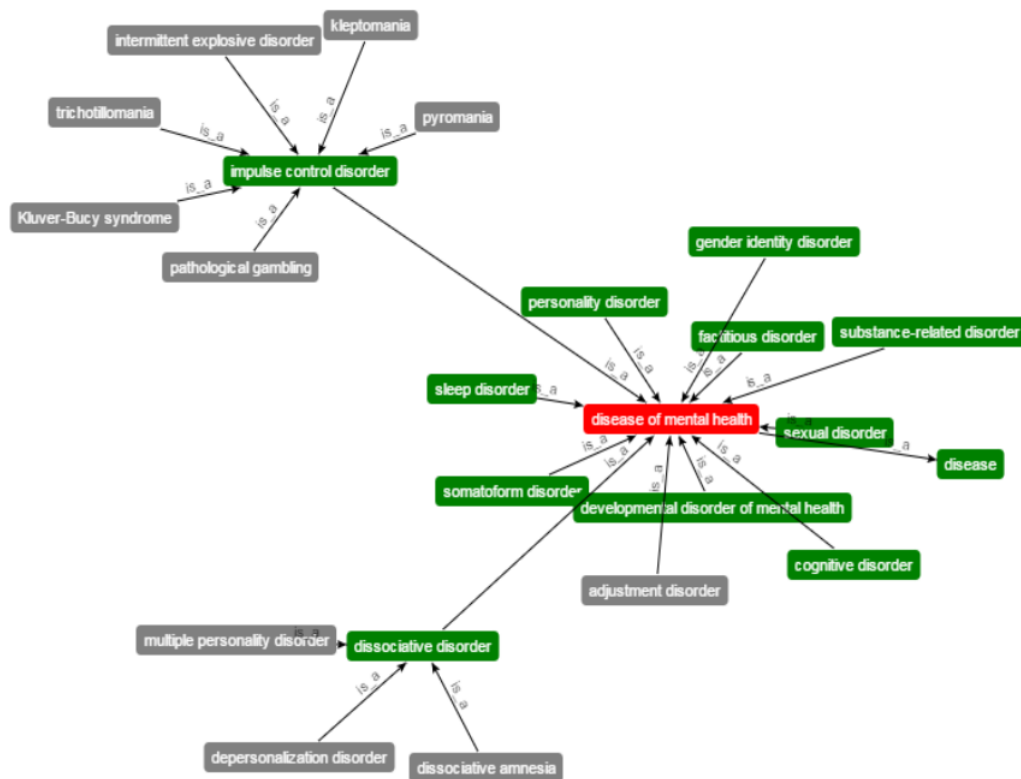 kleptomania
intermittent explosive disorder
is_a
is_a
trichotillomania
is_a
pyromania
is_a
impulse control disorder
is_a
Kluver-Bucy syndrome
is_a
pathological gambling
gender identity disorder
personality disorder
factitious disorder
substance-related disorder
is_a
is_a
is_a
is_a
is_a
sleep disorder
is_a
disease of mental health
is_a
sexual disorder
is_a
disease
is_a
is_a
is_a
is_a
is_a
somatoform disorder
developmental disorder of mental health
cognitive disorder
adjustment disorder
multiple personality disorder
is_a
dissociative disorder
is_a
is_a
depersonalization disorder
dissociative amnesia